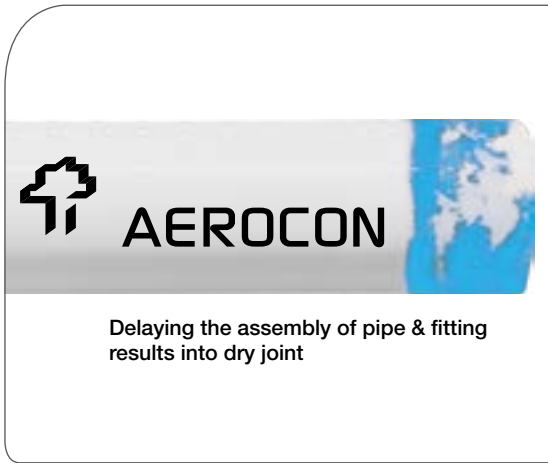 AEROCON
Delaying the assembly of pipe & fitting
results into dry joint